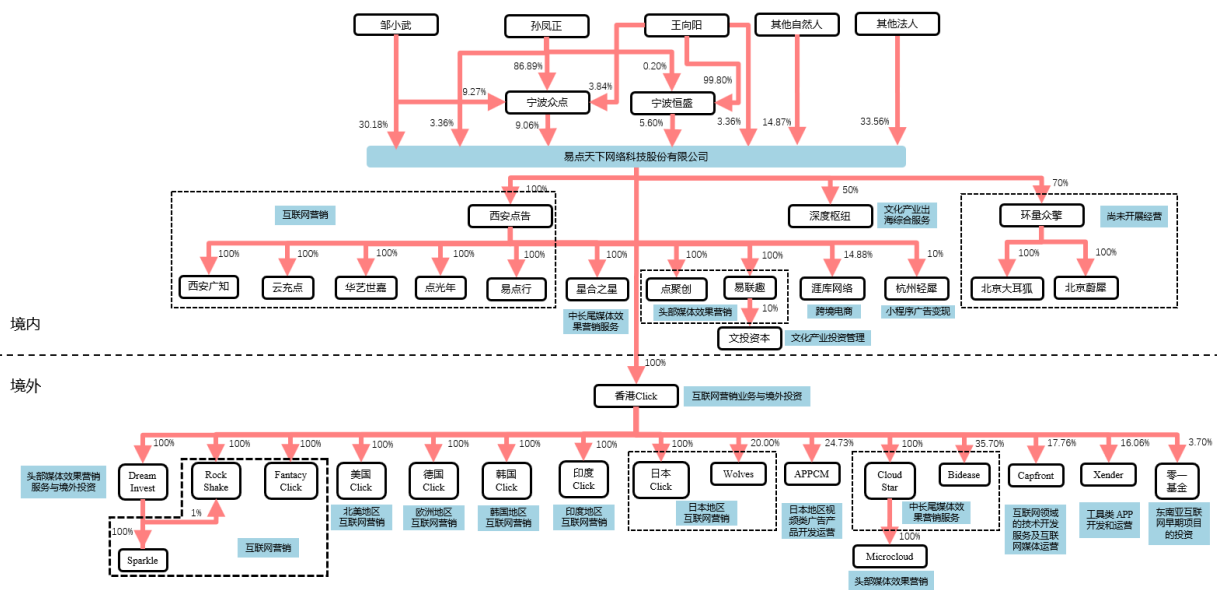 邹小武
孙凤正
王向阳
其他自然人
其他法人
86.89%
0.20%
99.80%
9.27%
3.84%
宁波众点
宁波恒盛
30.18%
3.36%
9.06%
5.60%
3.36%
14.87%
33.56%
易点天下网络科技股份有限公司
100%
50%
70%
互联网营销
西安点告
深度枢纽
文化产业出
海综合服务
环量众擎
尚未开展经营
100%
100%
100%
100%
100%
100%
100%
100%
14.88%
10%
100%
100%
西安广知
云充点
华艺世嘉
点光年
易点行
星合之星
点聚创
易联趣
涯库网络
杭州轻犀
北京大耳狐
北京蔚犀
中长尾媒体效
果营销服务
头部媒体效果营销
10%
跨境电商
小程序广告变现
境内
文投资本
文化产业投资管理
100%
境外
香港Click
互联网营销业务与境外投资
100%
100%
100%
100%
100%
100%
100%
100%
20.00%
24.73%
100%
35.70%
17.76%
16.06%
3.70%
头部媒体效果营销
服务与境外投资
Dream
Invest
Rock
Shake
Fantacy
Click
美国
Click
德国
Click
韩国
Click
印度
Click
日本
Click
Wolves
APPCM
Cloud
Star
Bidease
Capfront
Xender
零一
基金
1%
100%
互联网营销
北美地区
互联网营销
欧洲地区
互联网营销
韩国地区
互联网营销
印度地区
互联网营销
日本地区
互联网营销
日本地区视
频类广告产
品开发运营
中长尾媒体效
果营销服务
互联网领域
的技术开发
服务及互联
网媒体运营
工具类 APP
开发和运营
东南亚互联
网早期项目
的投资
Sparkle
100%
Microcloud
头部媒体效果营销